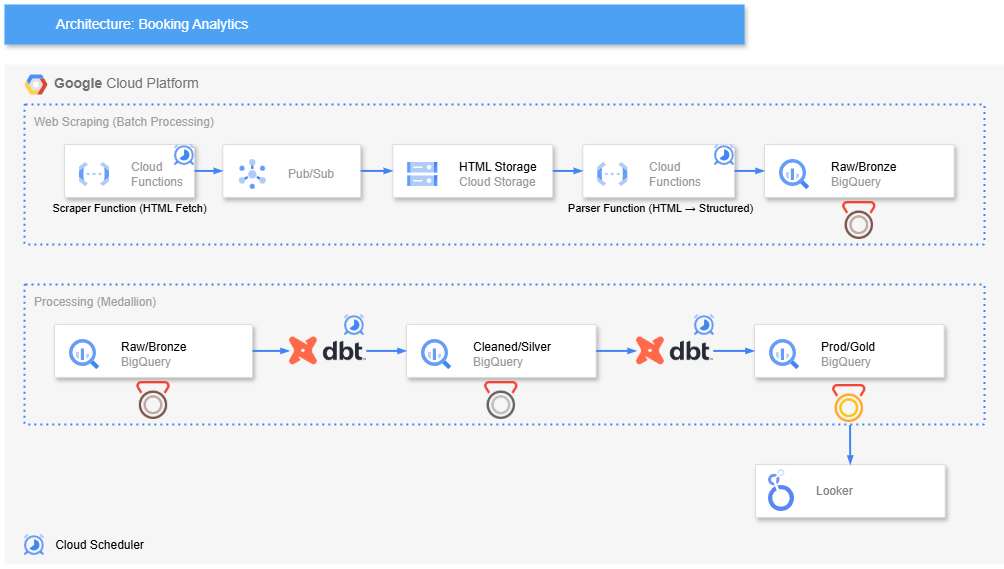 Architecture: Booking Analytics
Google Cloud Platform
Web Scraping (Batch Processing)
Cloud
Functions
Pub/Sub
HTML Storage
Cloud Storage
Cloud
Functions
Raw/Bronze
BigQuery
Scraper Function (HTML Fetch)
Parser Function (HTML → Structured)
Processing (Medallion)
Raw/Bronze
BigQuery
dbt
Cleaned/Silver
BigQuery
dbt
Prod/Gold
BigQuery
Looker
Cloud Scheduler